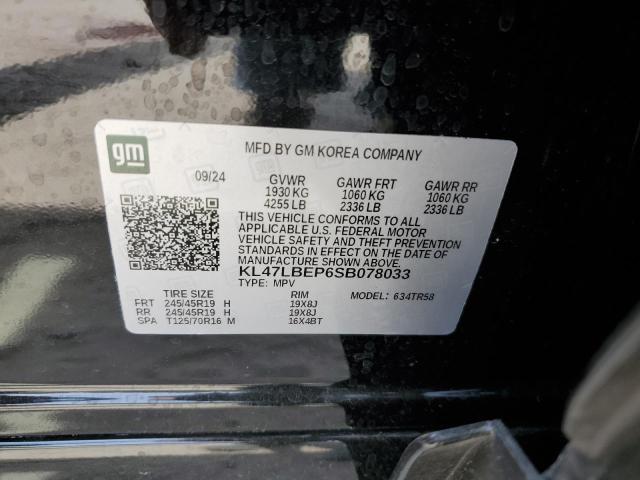 gm
MFD BY GM KOREA COMPANY
09/24 GVWR GAWR FRT GAWR RR
1930 KG 1060 KG 1060 KG
4255 LB 2336 LB 2336 LB
THIS VEHICLE CONFORMS TO ALL
APPLICABLE U.S. FEDERAL MOTOR
VEHICLE SAFETY AND THEFT PREVENTION
STANDARDS IN EFFECT ON THE DATE OF
MANUFACTURE SHOWN ABOVE.
KL47LBEP6SB078033
TYPE: MPV MODEL: 634TR58
TIRE SIZE RIM
FRT 245/45R19 H 19X8J
RR 245/45R19 H 19X8J
SPA T125/70R16 M 16X4BT